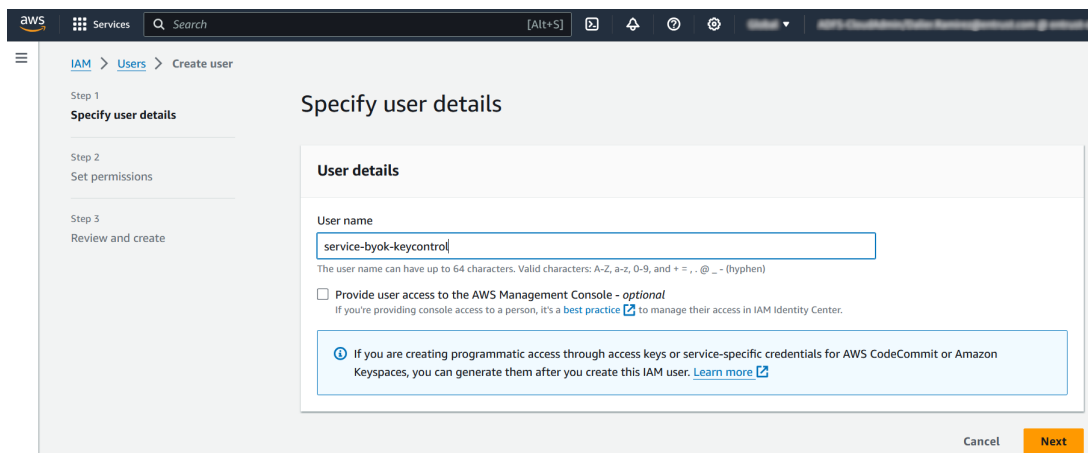 aws
Services
Search
[Alt+S]
IAM > Users > Create user
Step 1
Specify user details
Step 2
Set permissions
Step 3
Review and create
Specify user details
User details
User name
service-byok-keycontrol
The user name can have up to 64 characters. Valid characters: A-Z, a-z, 0-9, and + = , . @ _ - (hyphen)
Provide user access to the AWS Management Console - optional
If you're providing console access to a person, it's a best practice to manage their access in IAM Identity Center.
If you are creating programmatic access through access keys or service-specific credentials for AWS CodeCommit or Amazon
Keyspaces, you can generate them after you create this IAM user. Learn more
Cancel
Next